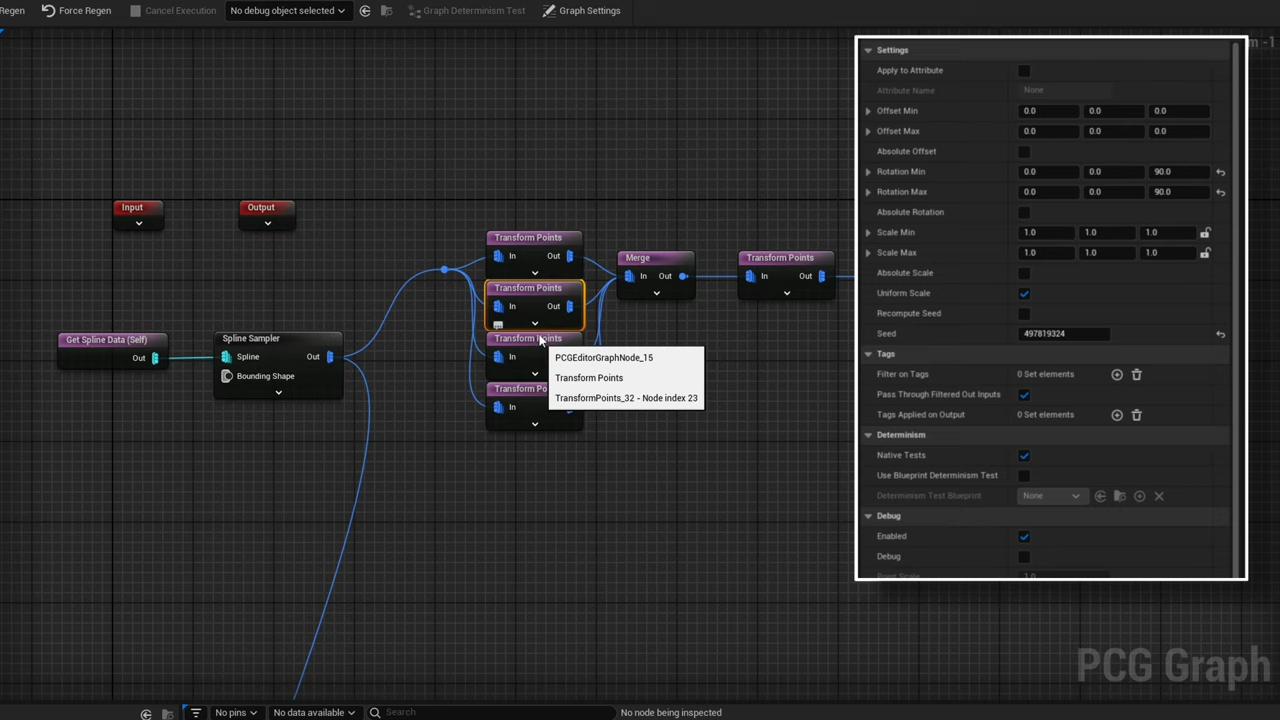 Regen
Force Regen
Cancel Execution
No debug object selected
Graph Determinism Test
Graph Settings
Input
Output
Get Spline Data (Self)
Out
Spline Sampler
Spline
Out
Bounding Shape
Transform Points
In
Out
Transform Points
In
Out
Transform Points
In
Transform Po
In
Merge
In
Out
Transform Points
In
Out
PCGEditorGraphNode_15
Transform Points
TransformPoints_32 - Node index 23
m -1
Settings
Apply to Attribute
Attribute Name None
Offset Min 0.0 0.0 0.0
Offset Max 0.0 0.0 0.0
Absolute Offset
Rotation Min 0.0 0.0 90.0
Rotation Max 0.0 0.0 90.0
Absolute Rotation
Scale Min 1.0 1.0 1.0
Scale Max 1.0 1.0 1.0
Absolute Scale
Uniform Scale
Recompute Seed
Seed 497819324
Tags
Filter on Tags 0 Set elements
Pass Through Filtered Out Inputs
Tags Applied on Output 0 Set elements
Determinism
Native Tests
Use Blueprint Determinism Test
Determinism Test Blueprint None
Debug
Enabled
Debug
PCG Graph
No pins
No data available
Search
No node being inspected